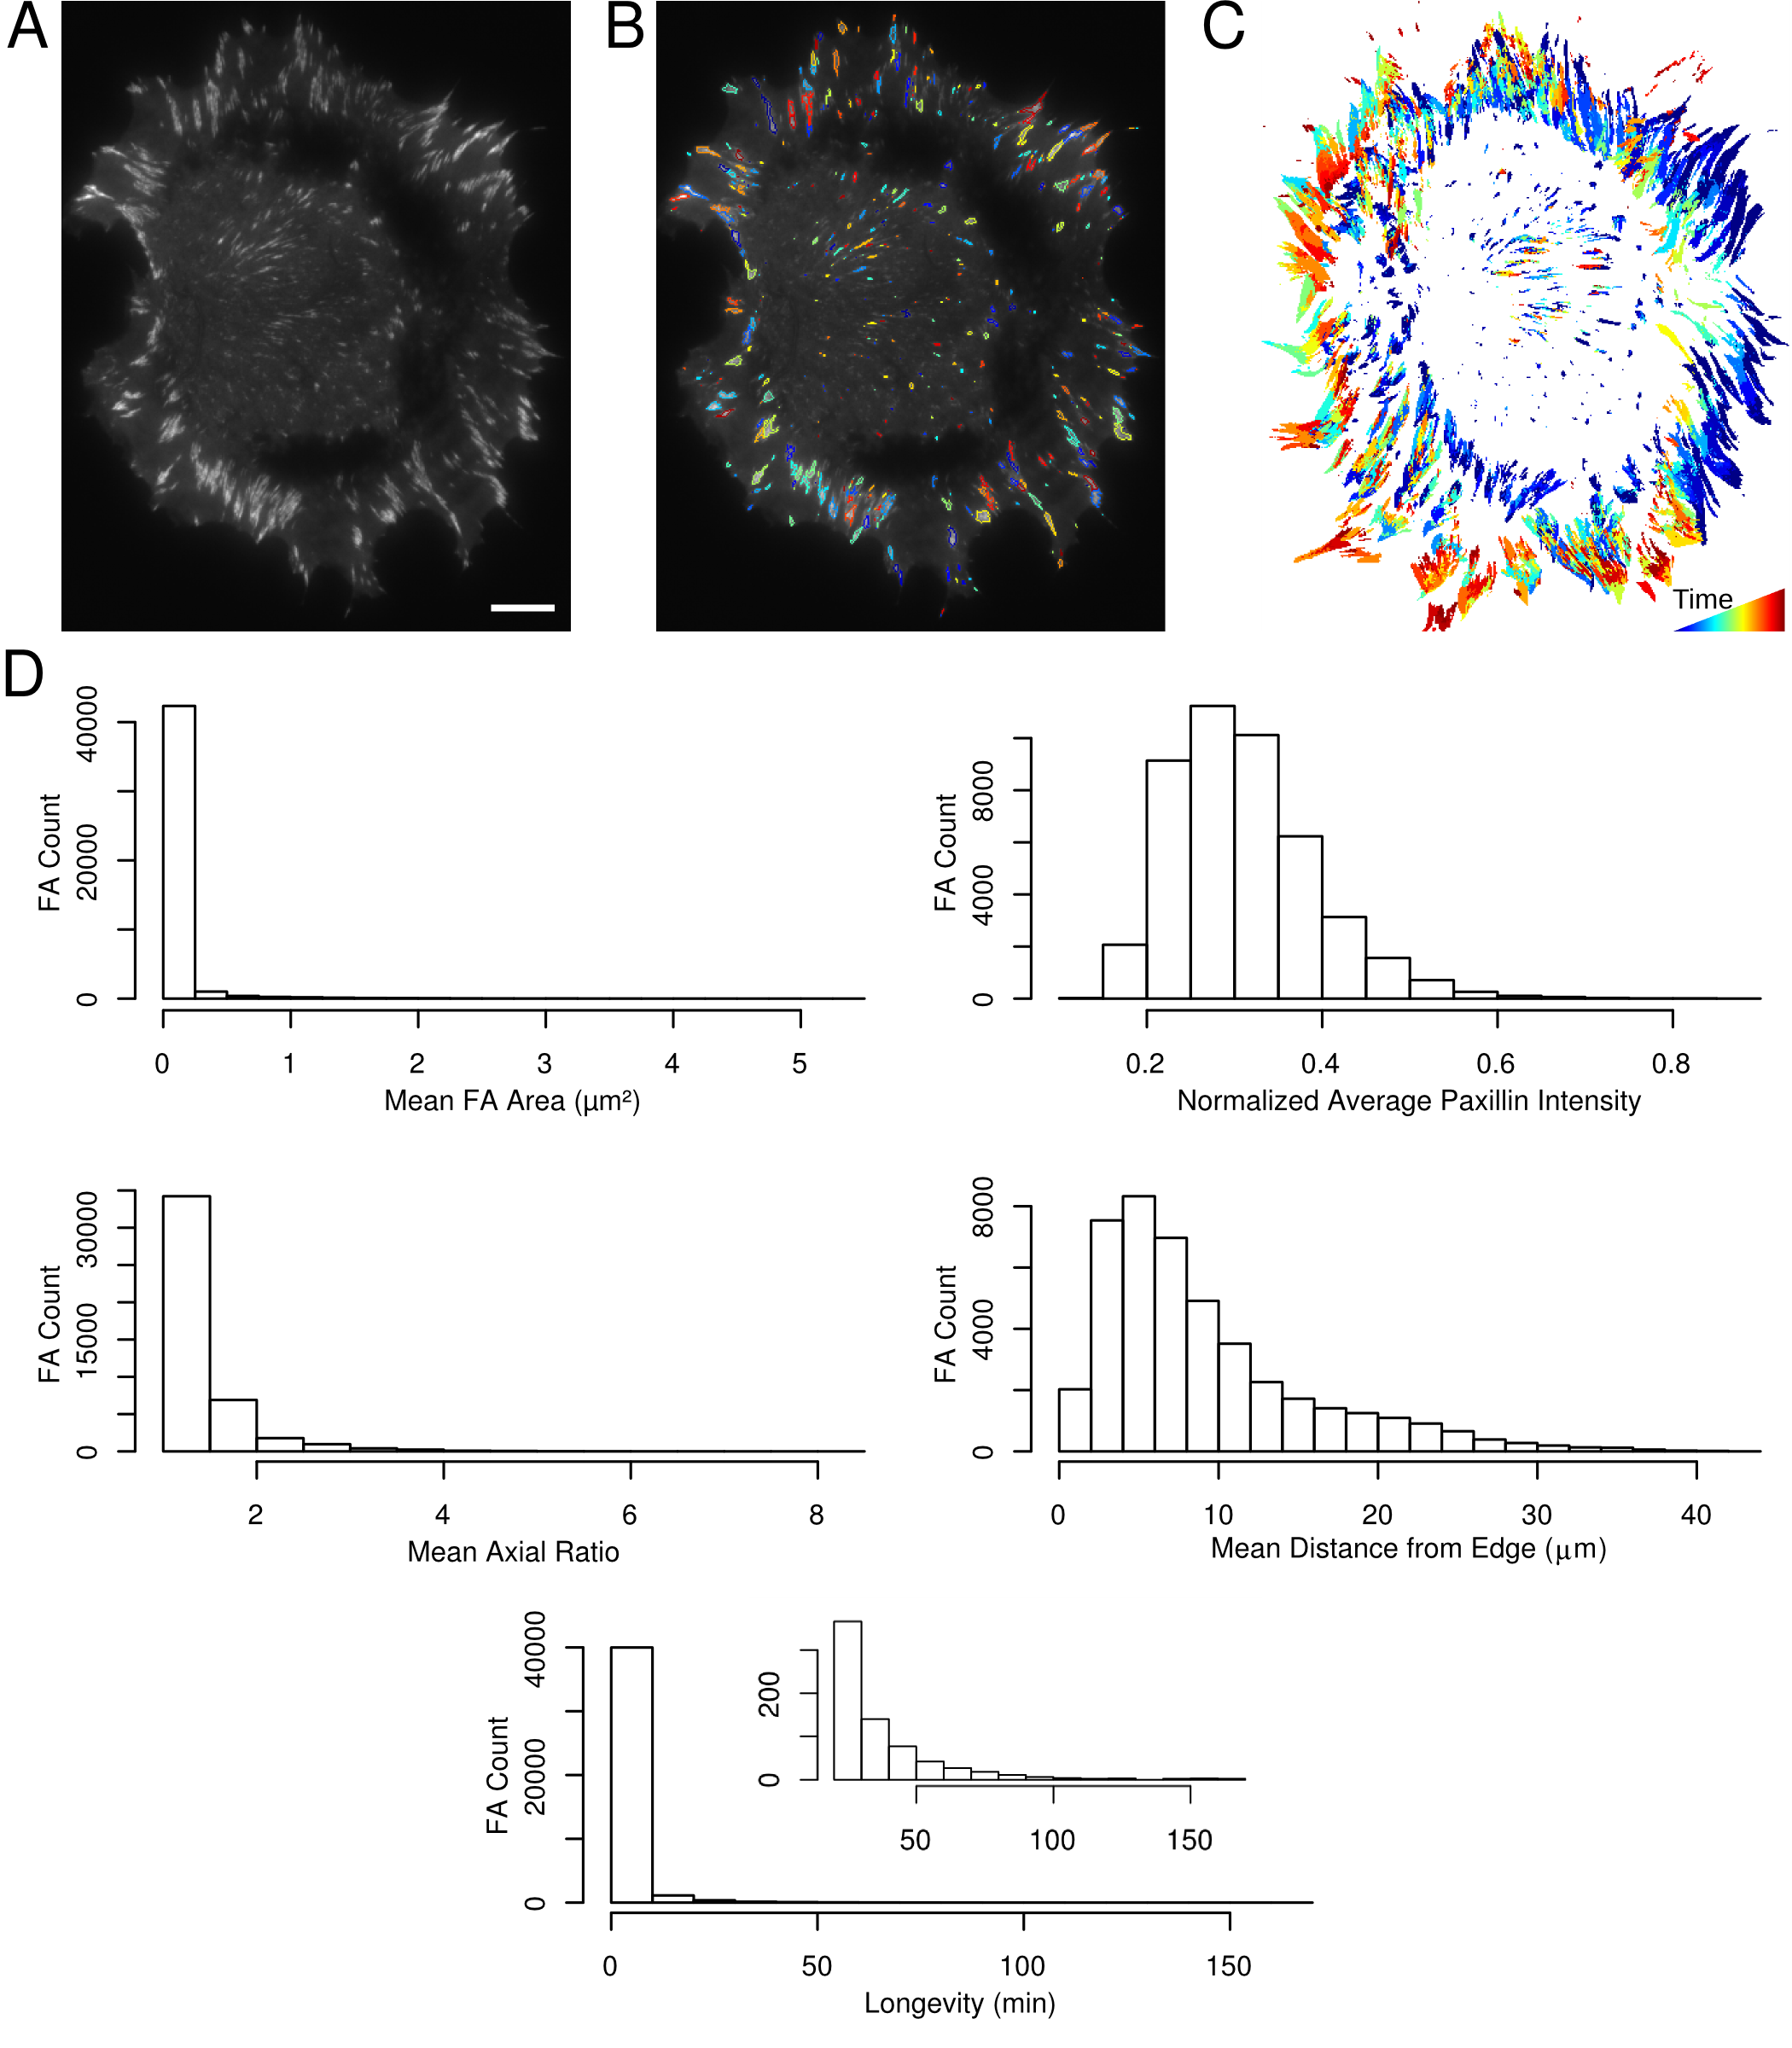 A
B
C
Time
D
FA Count
0
20000
40000
0
1
2
3
4
5
Mean FA Area (µm²)
FA Count
0
4000
8000
0.2
0.4
0.6
0.8
Normalized Average Paxillin Intensity
FA Count
0
15000
30000
2
4
6
8
Mean Axial Ratio
FA Count
0
4000
8000
0
10
20
30
40
Mean Distance from Edge (µm)
FA Count
0
20000
40000
0
50
100
150
Longevity (min)
0
200
50
100
150